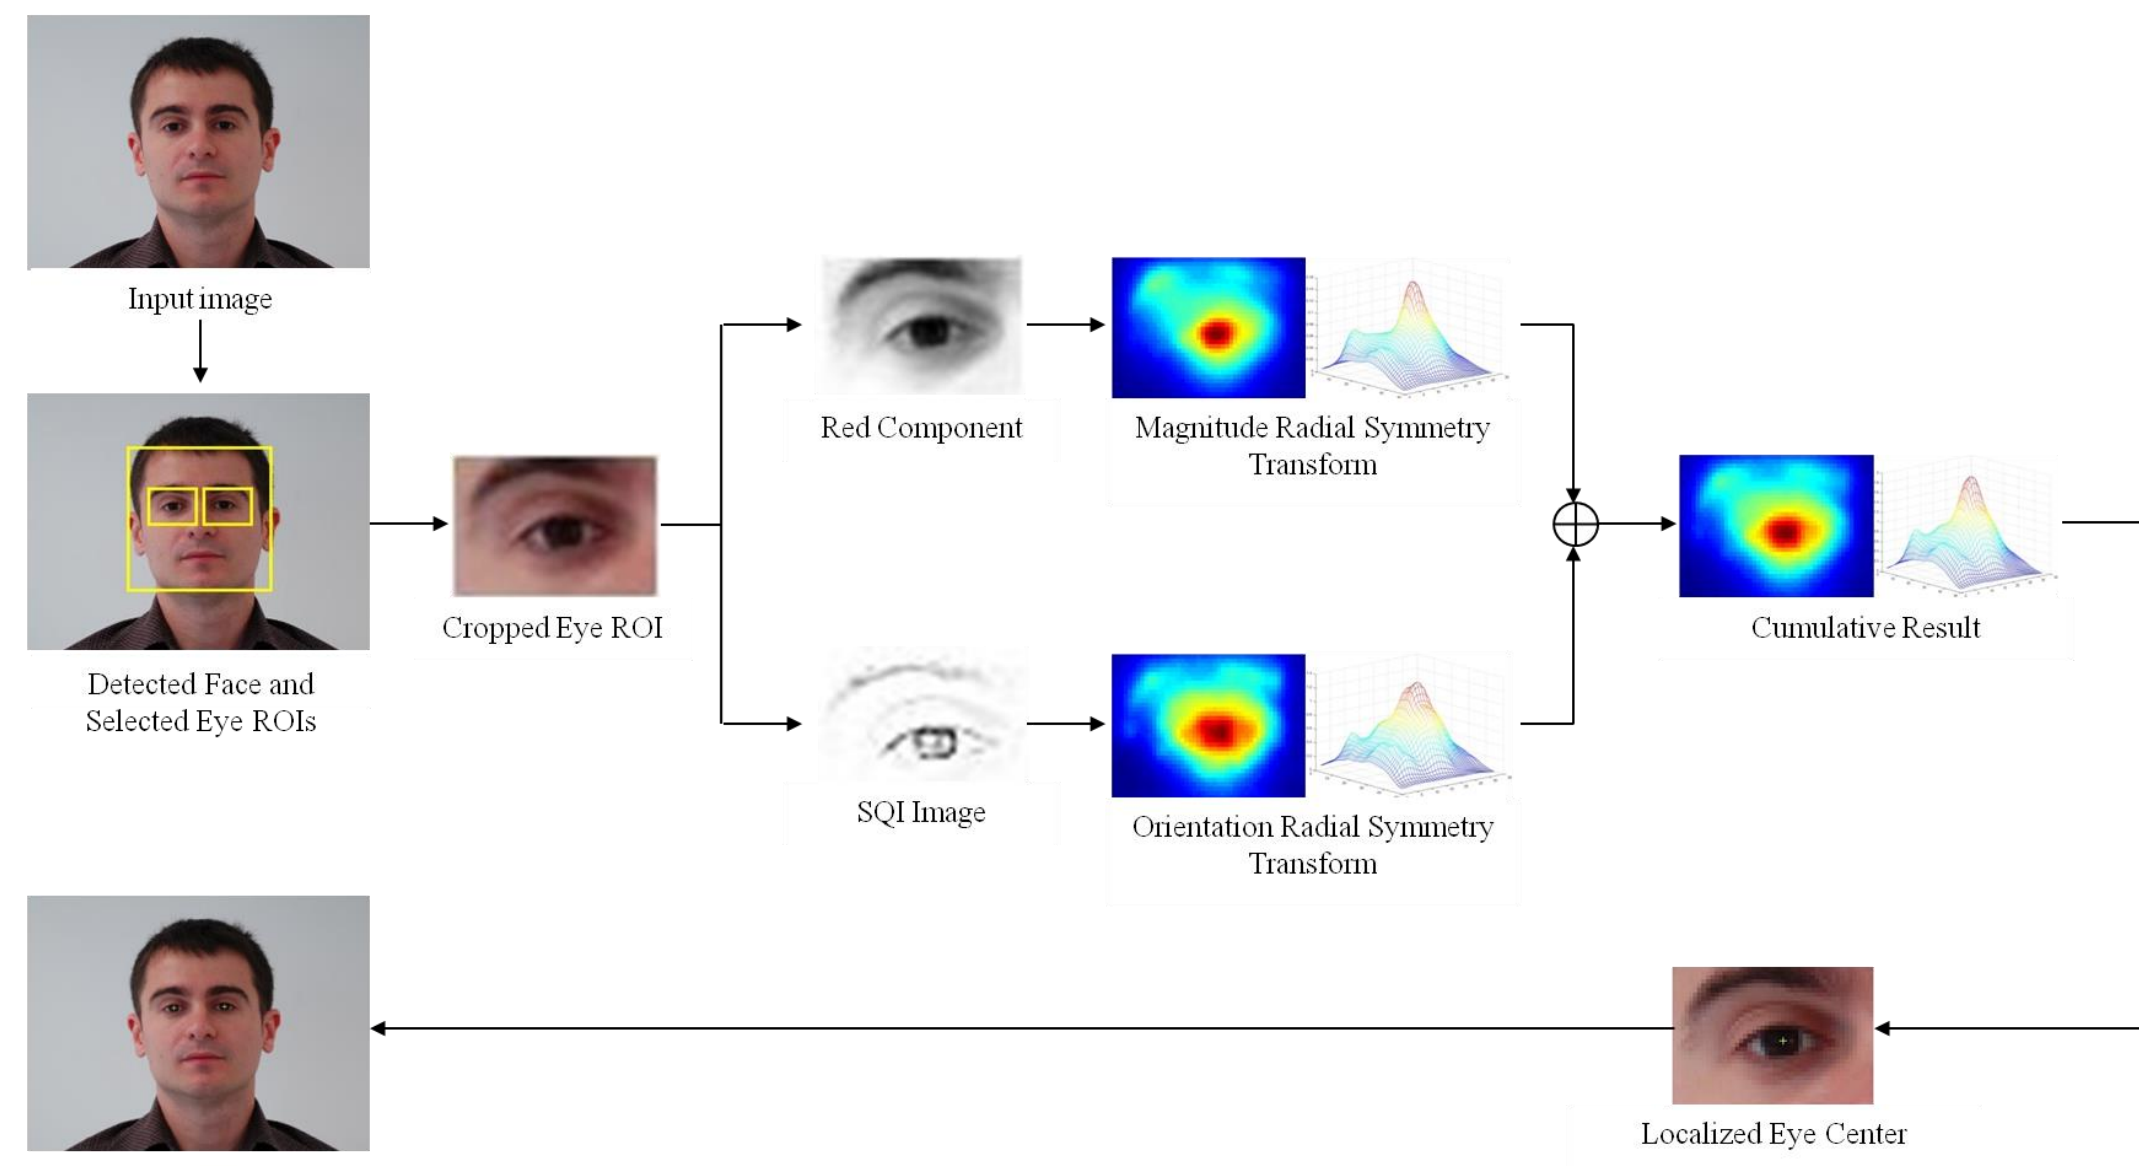 Input image
Detected Face and
Selected Eye ROIs
Cropped Eye ROI
Red Component
Magnitude Radial Symmetry
Transform
SQI Image
Orientation Radial Symmetry
Transform
Cumulative Result
Localized Eye Center